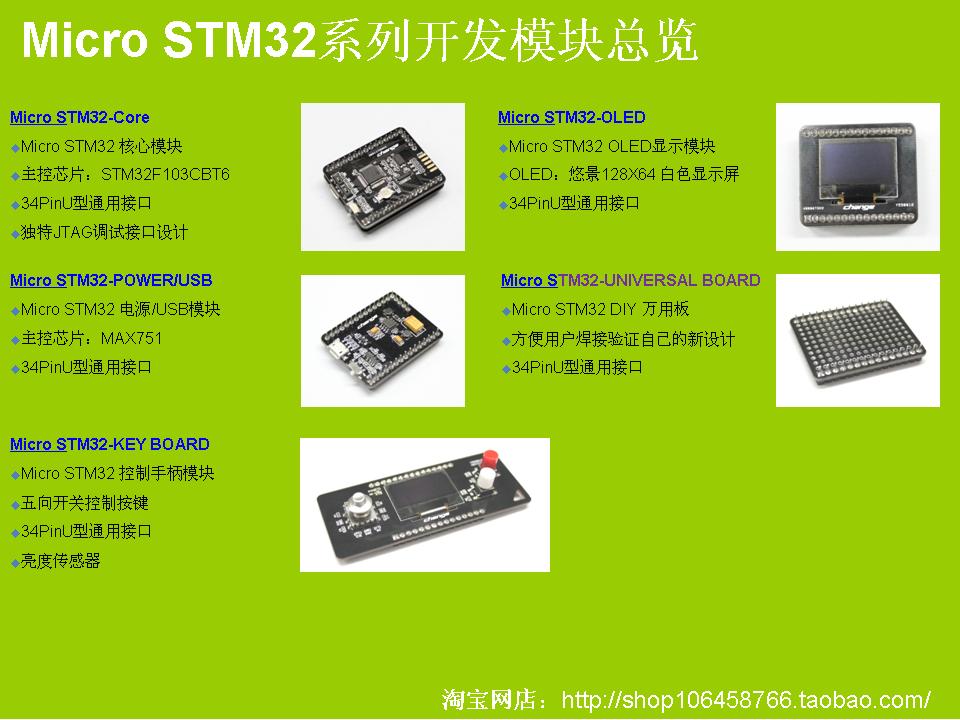 Micro STM32系列开发模块总览
Micro STM32-Core
Micro STM32 核心模块
主控芯片：STM32F103CBT6
34PinU型通用接口
独特JTAG调试接口设计
Micro STM32-OLED
Micro STM32 OLED显示模块
OLED：悠景128X64 白色显示屏
34PinU型通用接口
Micro STM32-POWER/USB
Micro STM32 电源/USB模块
主控芯片：MAX751
34PinU型通用接口
Micro STM32-UNIVERSAL BOARD
Micro STM32 DIY 万用板
方便用户焊接验证自己的新设计
34PinU型通用接口
Micro STM32-KEY BOARD
Micro STM32 控制手柄模块
五向开关控制按键
34PinU型通用接口
亮度传感器
change
change
change
change
淘宝网店：http://shop106458766.taobao.com/